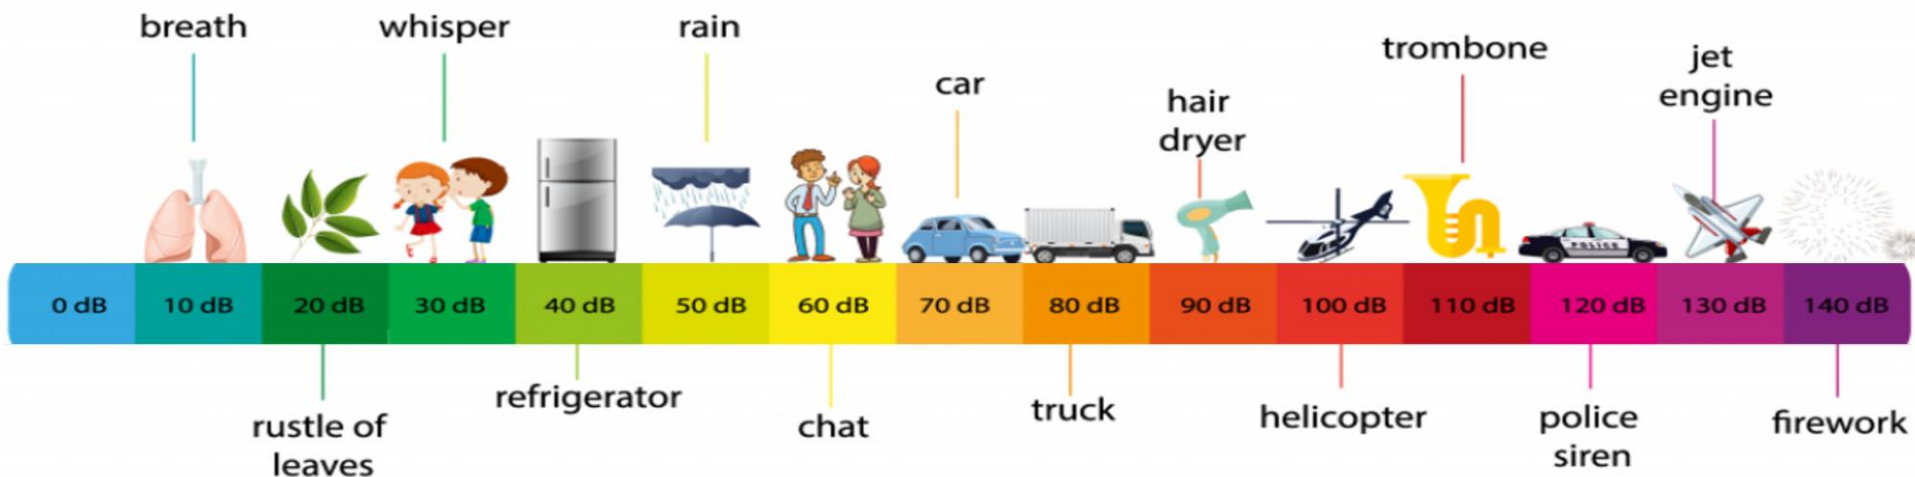 breath
whisper
rain
car
hair
dryer
trombone
jet
engine
POLICE
0 dB
10 dB
20 dB
30 dB
40 dB
50 dB
60 dB
70 dB
80 dB
90 dB
100 dB
110 dB
120 dB
130 dB
140 dB
rustle of
leaves
refrigerator
chat
truck
helicopter
police
siren
firework